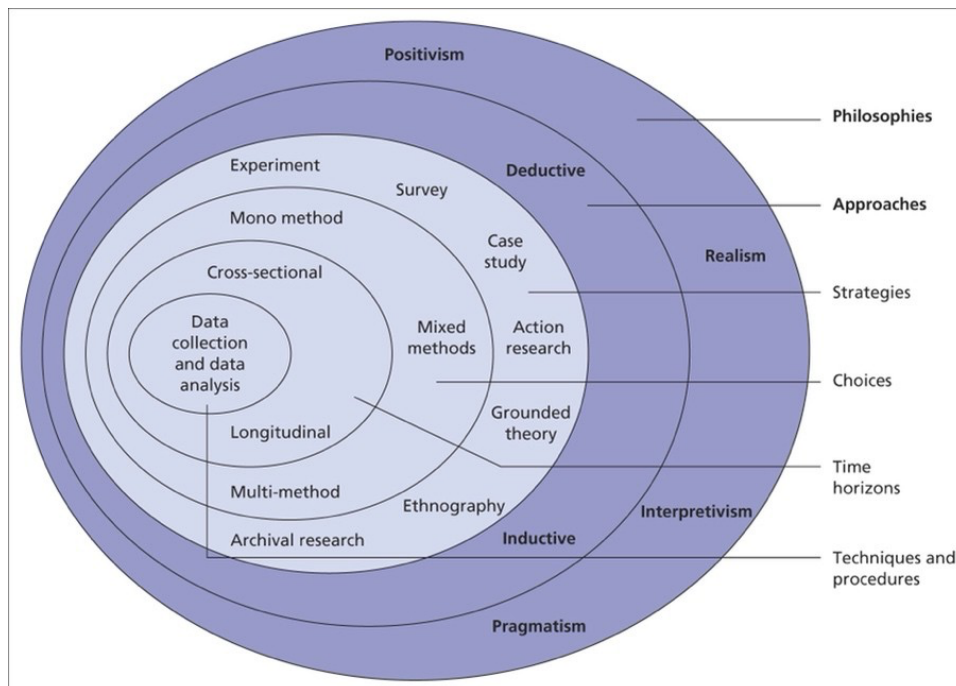 Positivism
Philosophies
Experiment
Deductive
Survey
Approaches
Mono method
Case
study
Realism
Cross-sectional
Strategies
Data
collection
and data
analysis
Mixed
methods
Action
research
Choices
Grounded
theory
Longitudinal
Time
horizons
Multi-method
Ethnography
Interpretivism
Archival research
Inductive
Techniques and
procedures
Pragmatism